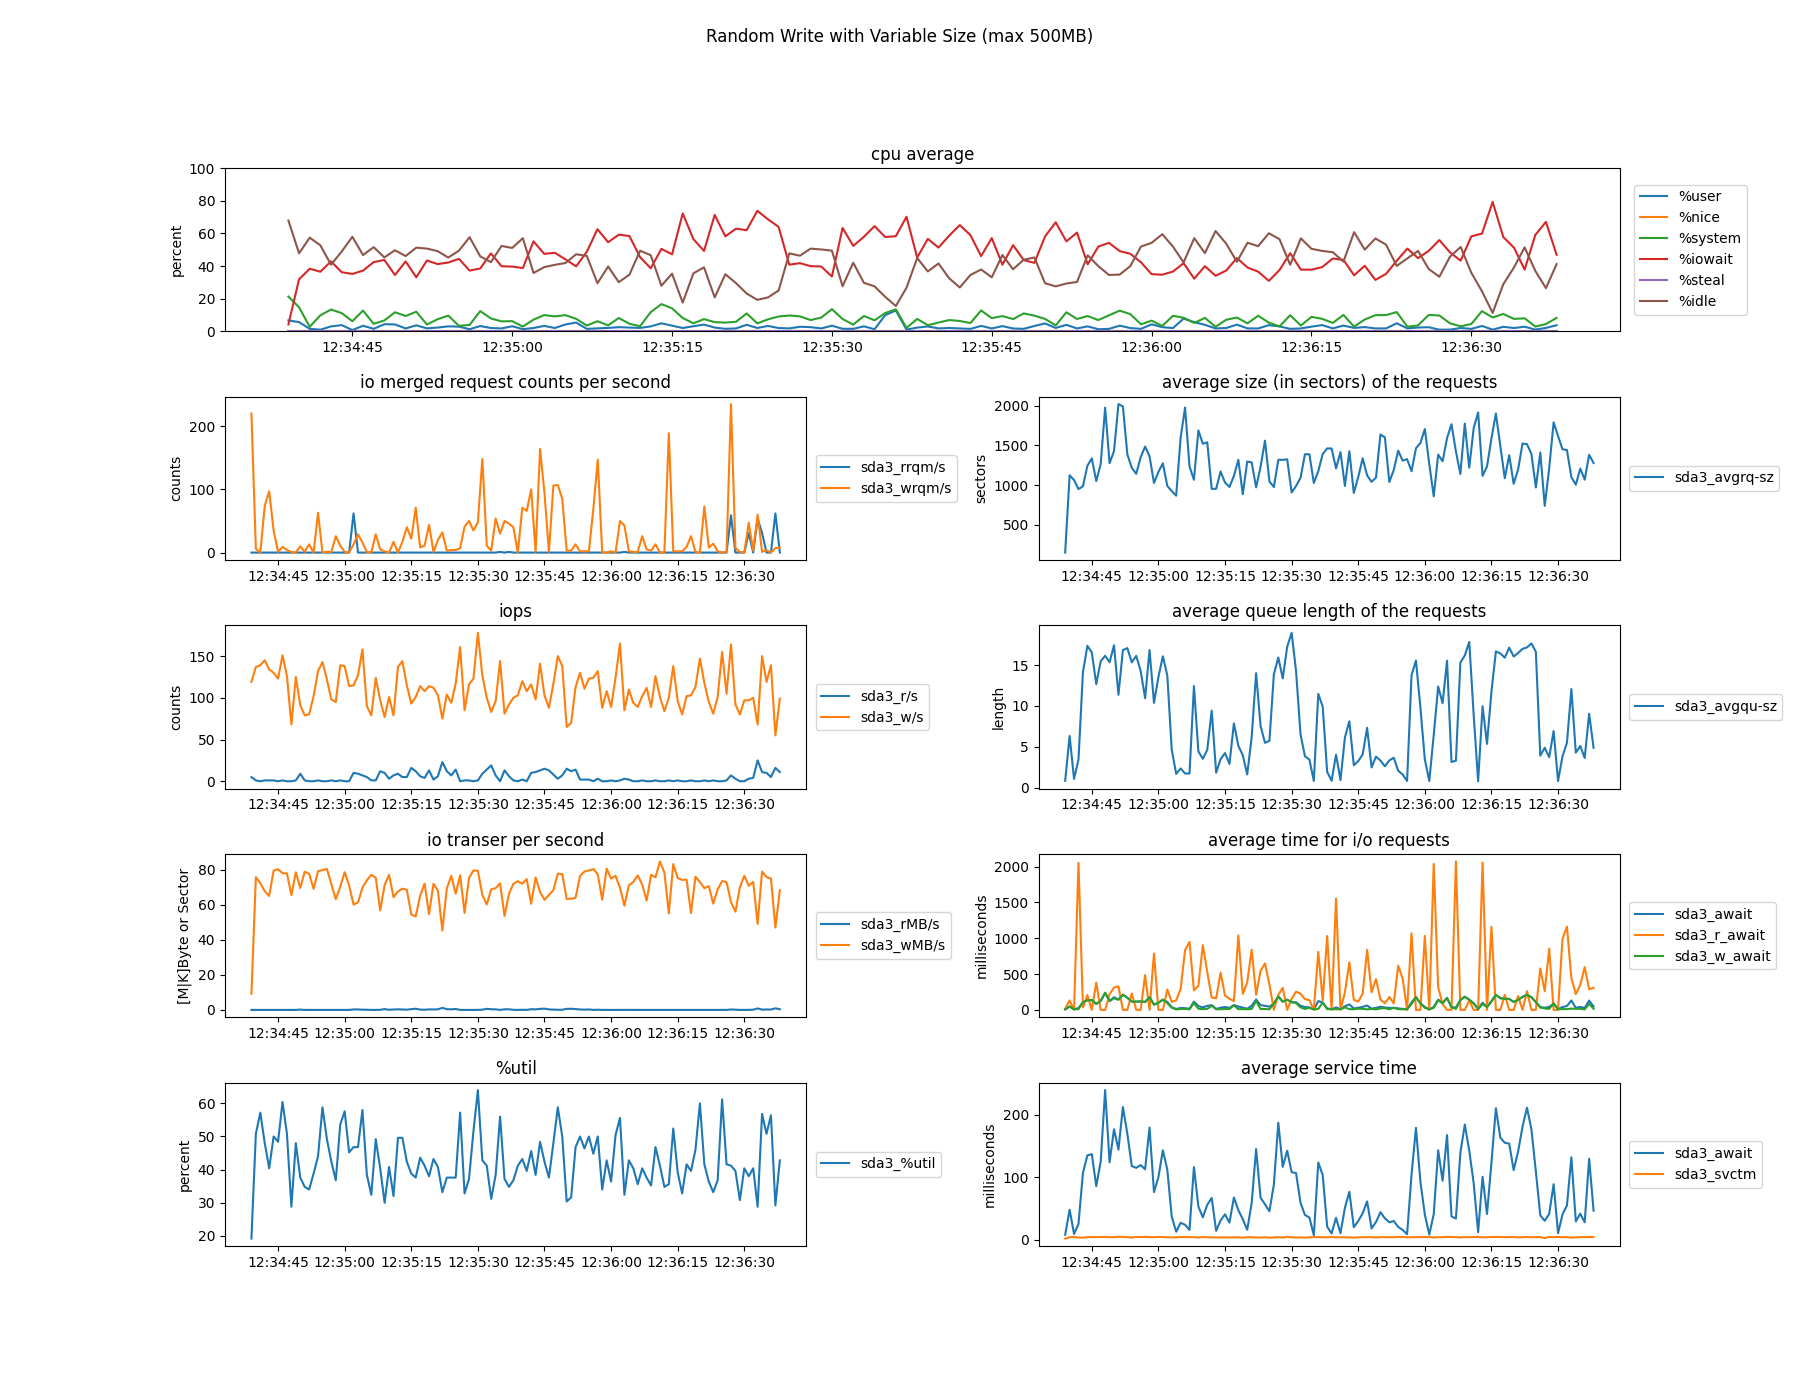 Random Write with Variable Size (max 500MB)
cpu average
percent
100
80
60
40
20
0
12:34:45 12:35:00 12:35:15 12:35:30 12:35:45 12:36:00 12:36:15 12:36:30
%user
%nice
%system
%iowait
%steal
%idle
io merged request counts per second
counts
200
100
0
12:34:45 12:35:00 12:35:15 12:35:30 12:35:45 12:36:00 12:36:15 12:36:30
sda3_rrqm/s
sda3_wrqm/s
average size (in sectors) of the requests
sectors
2000
1500
1000
500
12:34:45 12:35:00 12:35:15 12:35:30 12:35:45 12:36:00 12:36:15 12:36:30
sda3_avgrq-sz
iops
counts
150
100
50
0
12:34:45 12:35:00 12:35:15 12:35:30 12:35:45 12:36:00 12:36:15 12:36:30
sda3_r/s
sda3_w/s
average queue length of the requests
length
15
10
5
0
12:34:45 12:35:00 12:35:15 12:35:30 12:35:45 12:36:00 12:36:15 12:36:30
sda3_avgqu-sz
io transer per second
[M|K]Byte or Sector
80
60
40
20
0
12:34:45 12:35:00 12:35:15 12:35:30 12:35:45 12:36:00 12:36:15 12:36:30
sda3_rMB/s
sda3_wMB/s
average time for i/o requests
milliseconds
2000
1500
1000
500
0
12:34:45 12:35:00 12:35:15 12:35:30 12:35:45 12:36:00 12:36:15 12:36:30
sda3_await
sda3_r_await
sda3_w_await
%util
percent
60
50
40
30
20
12:34:45 12:35:00 12:35:15 12:35:30 12:35:45 12:36:00 12:36:15 12:36:30
sda3_%util
average service time
milliseconds
200
100
0
12:34:45 12:35:00 12:35:15 12:35:30 12:35:45 12:36:00 12:36:15 12:36:30
sda3_await
sda3_svctm